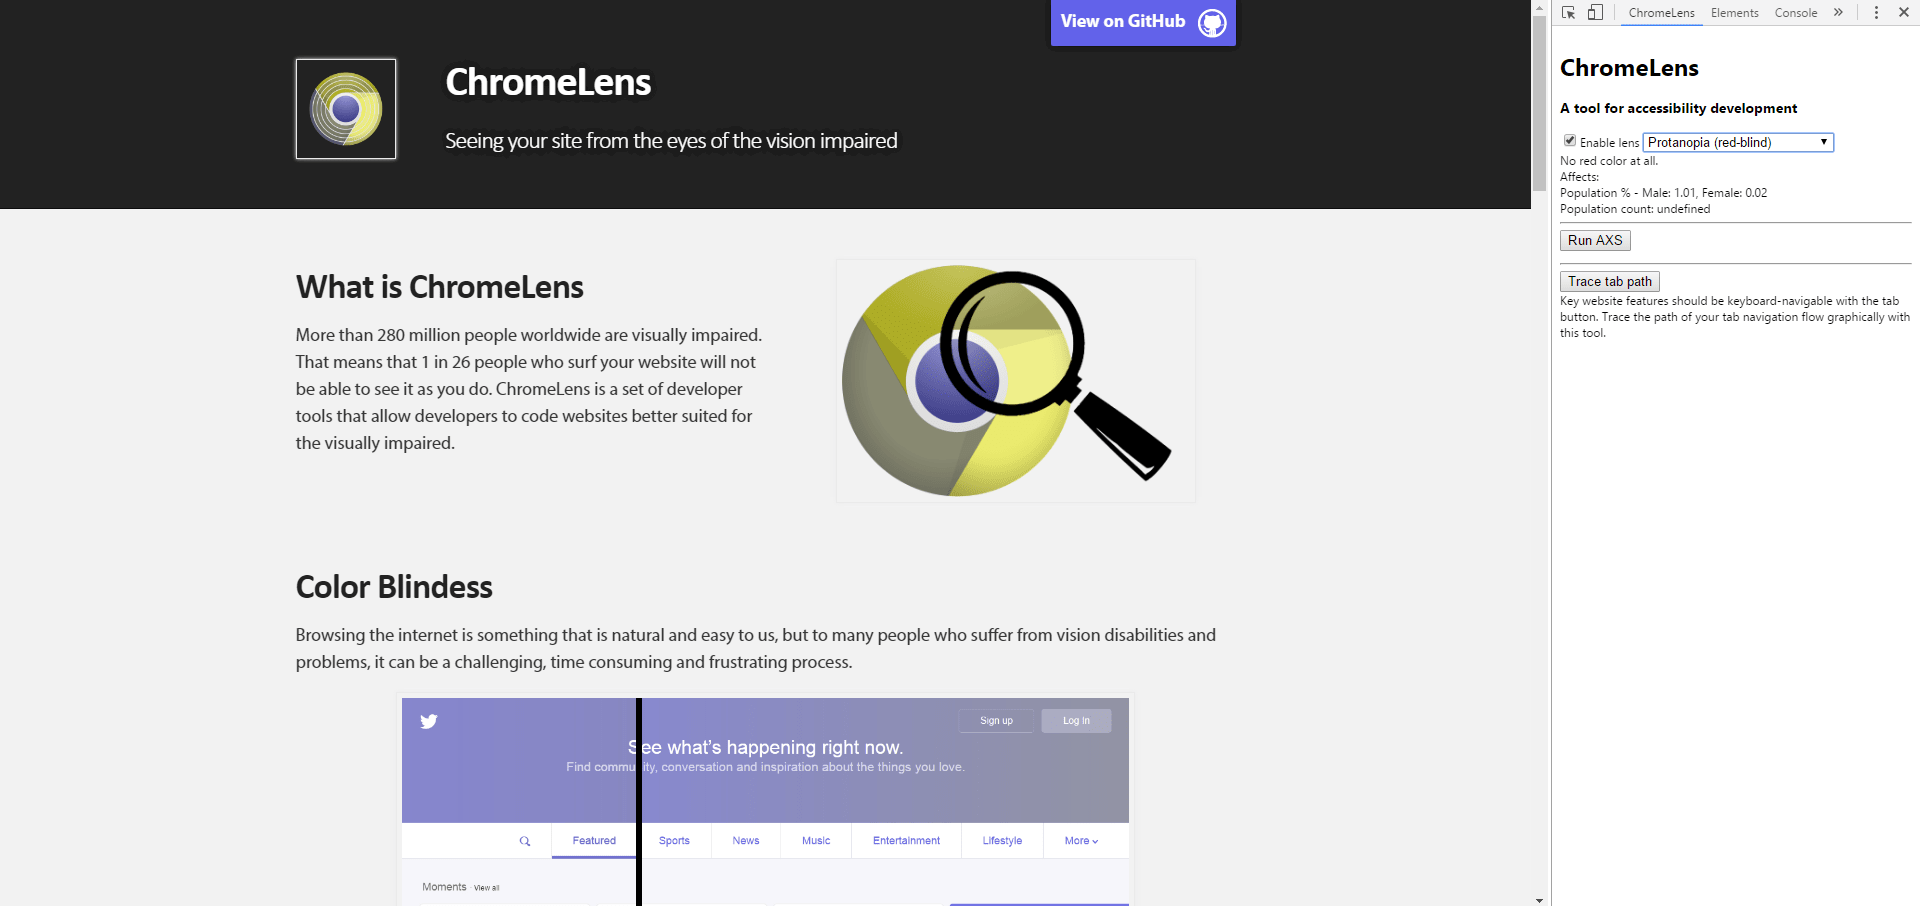 View on GitHub
ChromeLens
Seeing your site from the eyes of the vision impaired
What is ChromeLens
More than 280 million people worldwide are visually impaired.
That means that 1 in 26 people who surf your website will not
be able to see it as you do. ChromeLens is a set of developer
tools that allow developers to code websites better suited for
the visually impaired.
Color Blindess
Browsing the internet is something that is natural and easy to us, but to many people who suffer from vision disabilities and
problems, it can be a challenging, time consuming and frustrating process.
Sign up Log In
See what's happening right now.
Find community, conversation and inspiration about the things you love.
Featured Sports News Music Entertainment Lifestyle More
Moments · View all
ChromeLens Elements Console
ChromeLens
A tool for accessibility development
Enable lens Protanopia (red-blind)
No red color at all.
Affects:
Population % - Male: 1.01, Female: 0.02
Population count: undefined
Run AXS
Trace tab path
Key website features should be keyboard-navigable with the tab
button. Trace the path of your tab navigation flow graphically with
this tool.